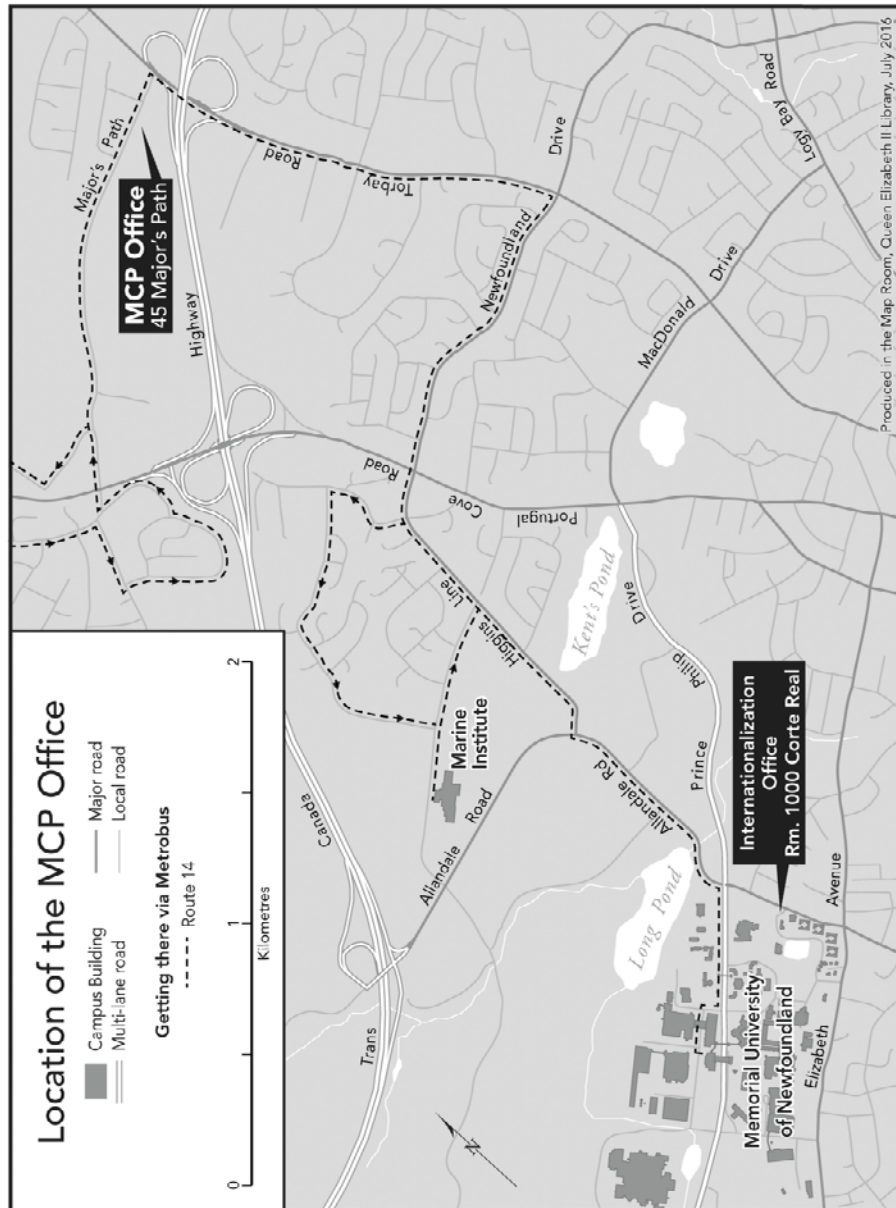 Location of the MCP Office
Campus Building
Major road
Multi-lane road
Local road
Getting there via Metrobus
Route 14
0
1
2
Kilometres
MCP Office
45 Major's Path
Major's Path
Highway
Torbay
Road
Newfoundland
Drive
Logy Bay
Road
MacDonald
Drive
Portugal
Cove
Road
Higgins
Line
Kent's Pond
Marine
Institute
Canada
Trans
Allandale
Road
Allandale Rd
Long Pond
Prince
Philip
Drive
Internationalization
Office
Rm. 1000 Corte Real
Memorial University
of Newfoundland
Elizabeth
Avenue
N
Produced in the Map Room, Queen Elizabeth II Library, July 2016